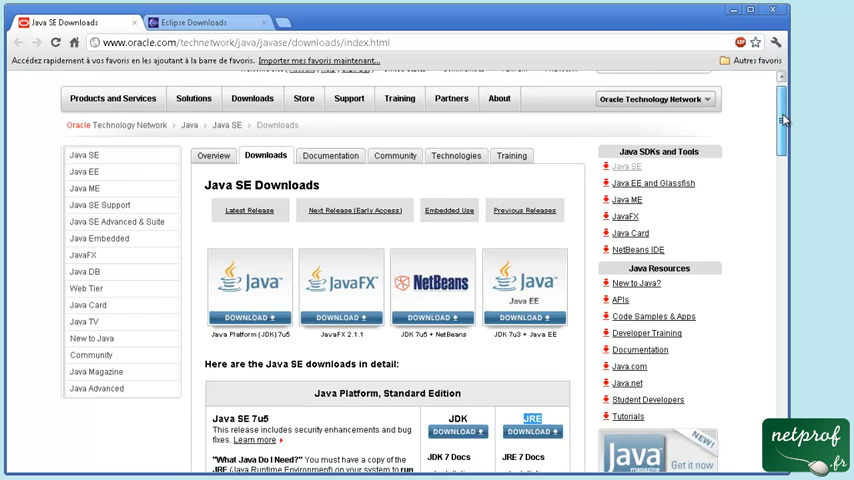 Java SE Downloads
Eclipse Downloads
www.oracle.com/technetwork/java/javase/downloads/index.html
Accédez rapidement à vos favoris en les ajoutant à la barre de favoris. Importer mes favoris maintenant...
Autres favoris
Products and Services
Solutions
Downloads
Store
Support
Training
Partners
About
Oracle Technology Network
Oracle Technology Network
Java
Java SE
Downloads
Java SE
Java EE
Java ME
Java SE Support
Java SE Advanced & Suite
Java Embedded
JavaFX
Java DB
Web Tier
Java Card
Java TV
New to Java
Community
Java Magazine
Java Advanced
Overview
Downloads
Documentation
Community
Technologies
Training
Java SE Downloads
Latest Release
Next Release (Early Access)
Embedded Use
Previous Releases
Java
JavaFX
NetBeans
Java
Java EE
DOWNLOAD
DOWNLOAD
DOWNLOAD
DOWNLOAD
Java Platform (JDK) 7u5
JavaFX 2.1.1
JDK 7u5 + NetBeans
JDK 7u3 + Java EE
Here are the Java SE downloads in detail:
Java Platform, Standard Edition
Java SE 7u5
This release includes security enhancements and bug
fixes. Learn more
"What Java Do I Need?" You must have a copy of the
JRE (Java Runtime Environment) on your system to run
JDK
DOWNLOAD
JDK 7 Docs
JRE
DOWNLOAD
JRE 7 Docs
Java SDKs and Tools
Java SE
Java EE and Glassfish
Java ME
JavaFX
Java Card
NetBeans IDE
Java Resources
New to Java?
APIs
Code Samples & Apps
Developer Training
Documentation
Java.com
Java.net
Student Developers
Tutorials
NEW!
Java
magazine
Get it now
netprof
.fr